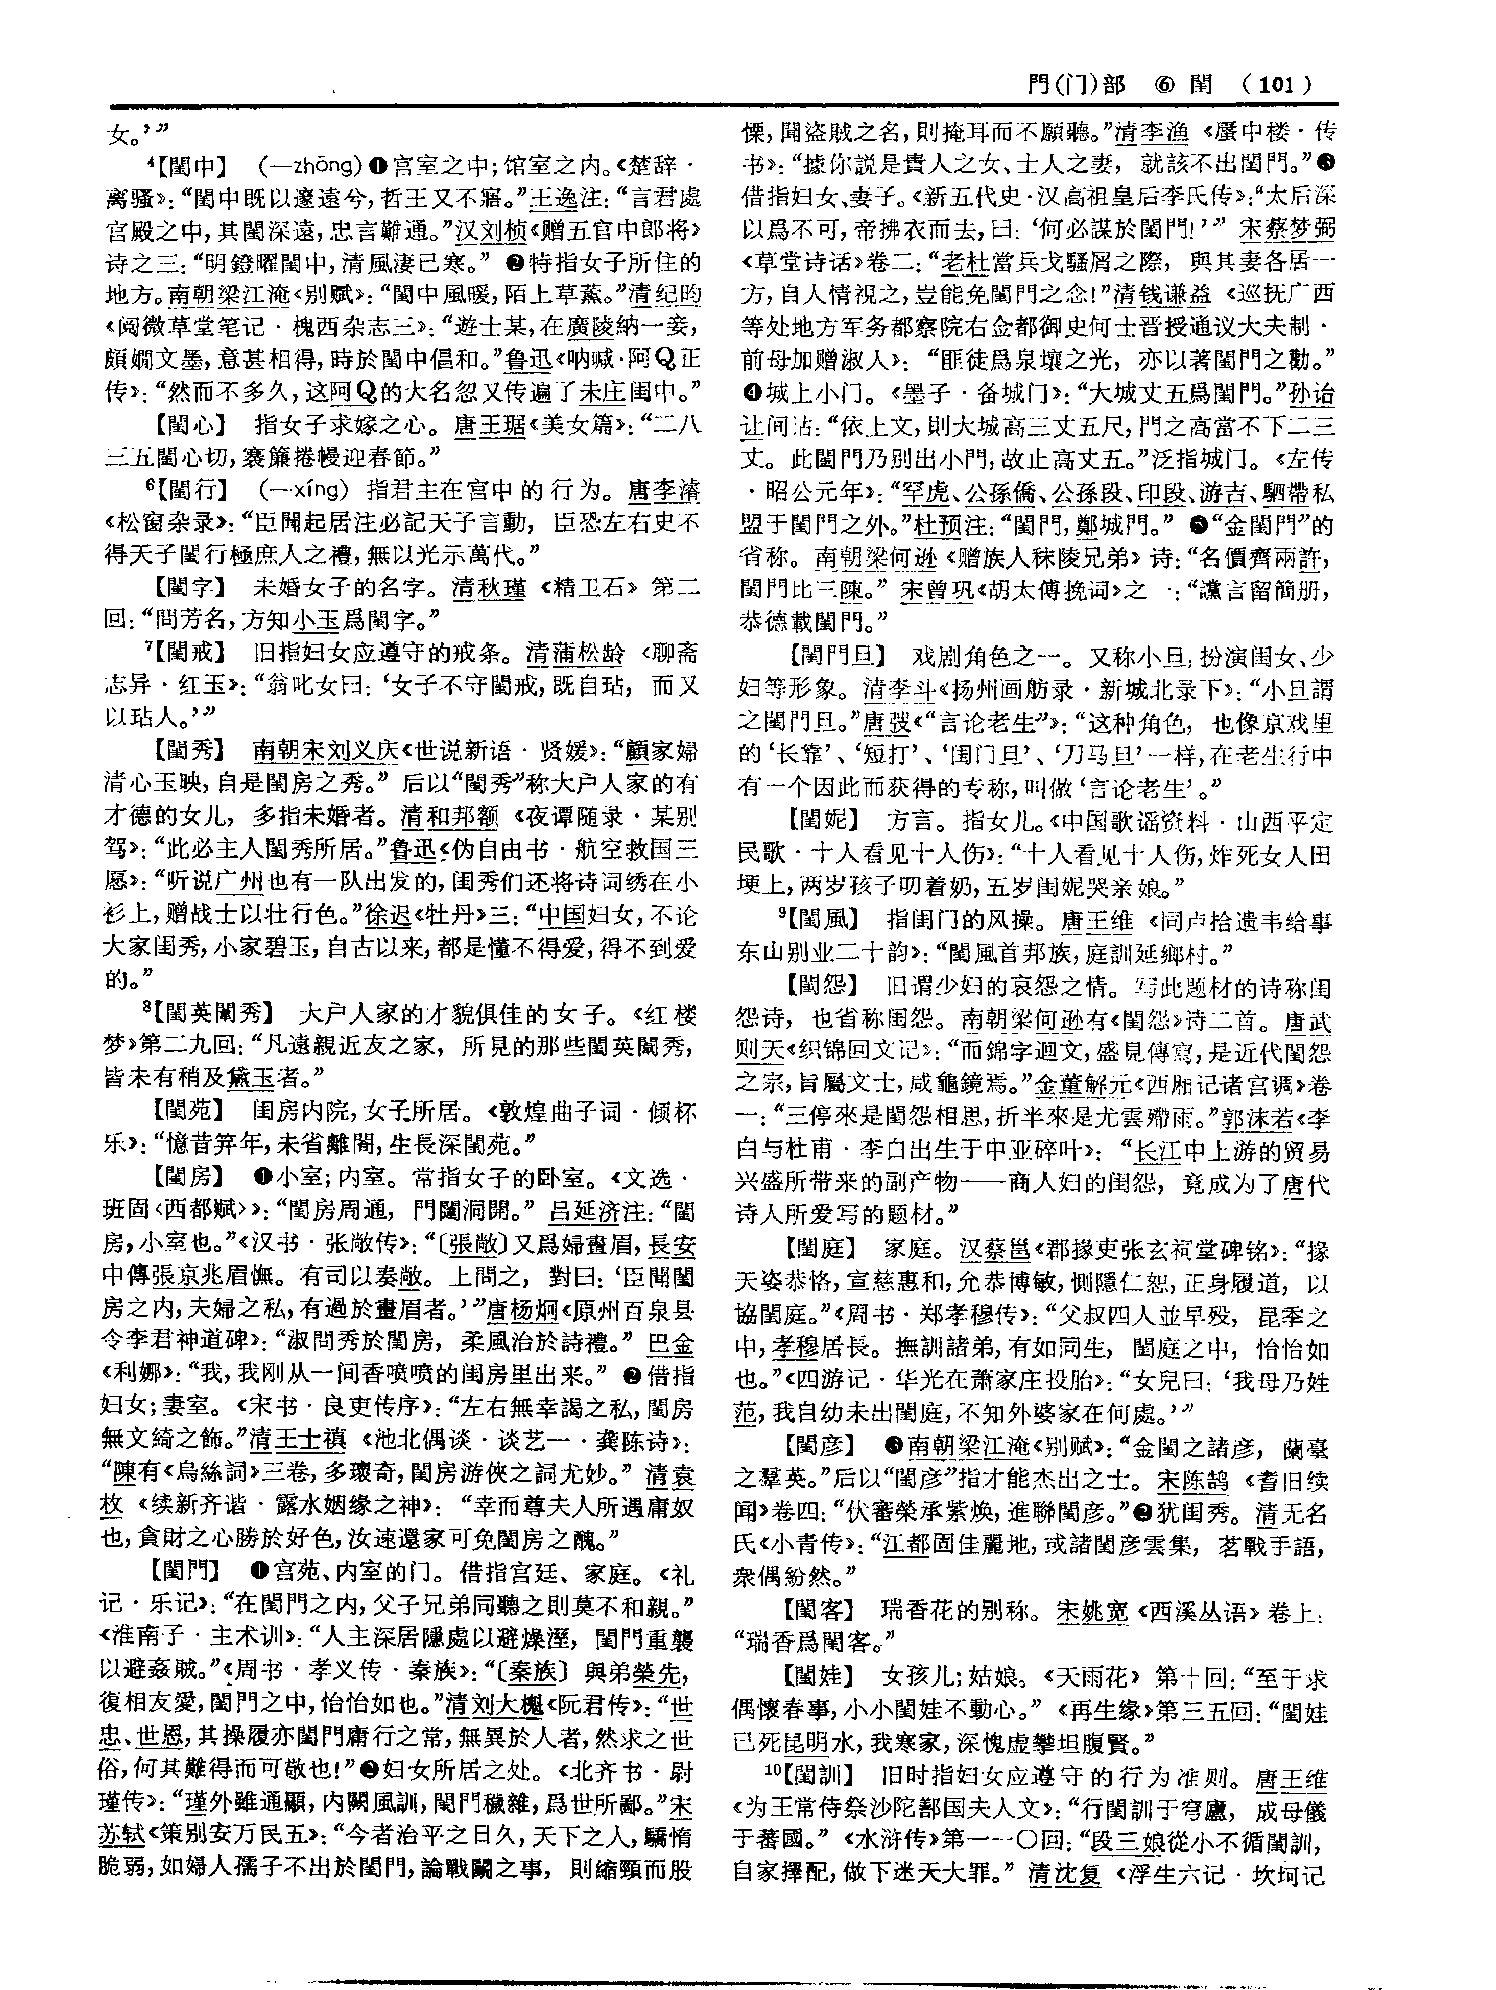 門(门)部 ⑥ 閨 (101)
女。’”
⁴【閨中】 (—zhōng)❶宫室之中;馆室之内。《楚辞·
离骚》:“閨中既以邃遠兮,哲王又不寤。”王逸注:“言君處
宫殿之中,其閨深遠,忠言難通。”汉刘桢《赠五官中郎将》
诗之三:“明鐙曜閨中,清風淒已寒。” ❷特指女子所住的
地方。南朝梁江淹《别赋》:“閨中風暖,陌上草薰。”清纪昀
《阅微草堂笔记·槐西杂志三》:“遊士某,在廣陵納一妾,
頗嫺文墨,意甚相得,時於閨中倡和。”鲁迅《呐喊·阿Q正
传》:“然而不多久,这阿Q的大名忽又传遍了未庄闺中。”
【閨心】 指女子求嫁之心。唐王琚《美女篇》:“二八
三五閨心切,褰簾捲幔迎春節。”
⁶【閨行】 (—xíng) 指君主在宫中的行为。唐李濬
《松窗杂录》:“臣聞起居注必記天子言動, 臣恐左右史不
得天子閨行極庶人之禮,無以光示萬代。”
【閨字】 未婚女子的名字。清秋瑾《精卫石》第二
回:“問芳名,方知小玉爲閨字。”
⁷【閨戒】 旧指妇女应遵守的戒条。清蒲松龄《聊斋
志异·红玉》:“翁叱女曰:‘女子不守閨戒,既自玷, 而又
以玷人。’”
【閨秀】 南朝宋刘义庆《世说新语·贤媛》:“顧家婦
清心玉映,自是閨房之秀。” 后以“閨秀”称大户人家的有
才德的女儿, 多指未婚者。清和邦额《夜谭随录·某别
驾》:“此必主人閨秀所居。”鲁迅《伪自由书·航空救国三
愿》:“听说广州也有一队出发的,闺秀们还将诗词绣在小
衫上,赠战士以壮行色。”徐迟《牡丹》三:“中国妇女,不论
大家闺秀,小家碧玉,自古以来,都是懂不得爱,得不到爱
的。”
⁸【閨英闈秀】 大户人家的才貌俱佳的女子。《红楼
梦》第二九回:“凡遠親近友之家, 所見的那些閨英闈秀,
皆未有稍及黛玉者。”
【閨苑】 闺房内院,女子所居。《敦煌曲子词·倾杯
乐》:“憶昔笄年,未省離閤,生長深閨苑。”
【閨房】 ❶小室;内室。常指女子的卧室。《文选·
班固〈西都赋〉》:“閨房周通, 門闥洞開。” 吕延济注:“閨
房,小室也。”《汉书·张敞传》:“〔張敞〕又爲婦畫眉,長安
中傳張京兆眉憮。有司以奏敞。上問之, 對曰:‘臣聞閨
房之内,夫婦之私,有過於畫眉者。’”唐杨炯《原州百泉县
令李君神道碑》:“淑問秀於閨房, 柔風治於詩禮。” 巴金
《利娜》:“我,我刚从一间香喷喷的闺房里出来。” ❷借指
妇女;妻室。《宋书·良吏传序》:“左右無幸謁之私,閨房
無文綺之飾。”清王士禛《池北偶谈·谈艺一·龚陈诗》:
“陳有《烏絲詞》三卷,多瓌奇,閨房游俠之詞尤妙。” 清袁
枚《续新齐谐·露水姻缘之神》: “幸而尊夫人所遇庸奴
也,貪財之心勝於好色,汝速還家可免閨房之醜。”
【閨門】 ❶宫苑、内室的门。借指宫廷、家庭。《礼
记·乐记》:“在閨門之内,父子兄弟同聽之則莫不和親。”
《淮南子·主术训》:“人主深居隱處以避燥溼, 閨門重襲
以避姦賊。”《周书·孝义传·秦族》:“〔秦族〕與弟榮先,
復相友愛,閨門之中,怡怡如也。”清刘大櫆《阮君传》:“世
忠、世恩,其操履亦閨門庸行之常,無異於人者,然求之世
俗,何其難得而可敬也!”❷妇女所居之处。《北齐书·尉
瑾传》:“瑾外雖通顯,内闕風訓,閨門穢雜,爲世所鄙。”宋
苏轼《策别安万民五》:“今者治平之日久,天下之人,驕惰
脆弱,如婦人孺子不出於閨門,論戰鬭之事, 則縮頸而股
慄,聞盜賊之名,則掩耳而不願聽。”清李渔《蜃中楼·传
书》:“據你説是貴人之女、士人之妻, 就該不出閨門。”❸
借指妇女、妻子。《新五代史·汉高祖皇后李氏传》:“太后深
以爲不可,帝拂衣而去,曰:‘何必謀於閨門!’” 宋蔡梦弼
《草堂诗话》卷二:“老杜當兵戈騷屑之際, 與其妻各居一
方,自人情視之,豈能免閨門之念!”清钱谦益《巡抚广西
等处地方军务都察院右佥都御史何士晋授通议大夫制·
前母加赠淑人》: “匪徒爲泉壤之光, 亦以著閨門之勸。”
❹城上小门。《墨子·备城门》:“大城丈五爲閨門。”孙诒
让间诂:“依上文,則大城高三丈五尺,門之高當不下二三
丈。此閨門乃别出小門,故止高丈五。”泛指城门。《左传
·昭公元年》:“罕虎、公孫僑、公孫段、印段、游吉、駟帶私
盟于閨門之外。”杜预注:“閨門,鄭城門。” ❺“金閨門”的
省称。南朝梁何逊《赠族人秣陵兄弟》诗:“名價齊兩許,
閨門比三陳。” 宋曾巩《胡太傅挽词》之一:“讜言留簡册,
恭德載閨門。”
【閨門旦】 戏剧角色之一。又称小旦,扮演闺女、少
妇等形象。清李斗《扬州画舫录·新城北录下》:“小旦謂
之閨門旦。”唐弢《“言论老生”》:“这种角色, 也像京戏里
的‘长靠’、‘短打’、‘闺门旦’、‘刀马旦’一样,在老生行中
有一个因此而获得的专称,叫做‘言论老生’。”
【閨妮】 方言。指女儿。《中国歌谣资料·山西平定
民歌·十人看见十人伤》:“十人看见十人伤,炸死女人田
埂上,两岁孩子叨着奶,五岁闺妮哭亲娘。”
⁹【閨風】 指闺门的风操。唐王维《同卢拾遗韦给事
东山别业二十韵》:“閨風首邦族,庭訓延鄉村。”
【閨怨】 旧谓少妇的哀怨之情。写此题材的诗称闺
怨诗, 也省称闺怨。南朝梁何逊有《閨怨》诗二首。唐武
则天《织锦回文记》:“而錦字迴文,盛見傳寫,是近代閨怨
之宗,旨屬文士,咸龜鏡焉。”金董解元《西厢记诸宫调》卷
一:“三停來是閨怨相思,折半來是尤雲殢雨。”郭沫若《李
白与杜甫·李白出生于中亚碎叶》: “长江中上游的贸易
兴盛所带来的副产物——商人妇的闺怨, 竟成为了唐代
诗人所爱写的题材。”
【閨庭】 家庭。汉蔡邕《郡掾吏张玄祠堂碑铭》:“掾
天姿恭恪,宣慈惠和,允恭博敏,惻隱仁恕,正身履道, 以
協閨庭。”《周书·郑孝穆传》:“父叔四人並早殁, 昆季之
中,孝穆居長。撫訓諸弟,有如同生, 閨庭之中, 怡怡如
也。”《四游记·华光在萧家庄投胎》:“女兒曰:‘我母乃姓
范,我自幼未出閨庭,不知外婆家在何處。’”
【閨彦】 ❶南朝梁江淹《别赋》:“金閨之諸彦, 蘭臺
之羣英。”后以“閨彦”指才能杰出之士。宋陈鹄《耆旧续
闻》卷四:“伏審榮承紫煥,進聯閨彦。”❷犹闺秀。清无名
氏《小青传》:“江都固佳麗地,或諸閨彦雲集, 茗戰手語,
衆偶紛然。”
【閨客】 瑞香花的别称。宋姚宽《西溪丛语》卷上:
“瑞香爲閨客。”
【閨娃】 女孩儿;姑娘。《天雨花》第十回:“至于求
偶懷春事,小小閨娃不動心。” 《再生缘》第三五回:“閨娃
已死昆明水,我寒家,深愧虚攀坦腹賢。”
¹⁰【閨訓】 旧时指妇女应遵守的行为准则。唐王维
《为王常侍祭沙陀鄯国夫人文》:“行閨訓于穹廬, 成母儀
于蕃國。” 《水浒传》第一一〇回:“段三娘從小不循閨訓,
自家擇配,做下迷天大罪。” 清沈复《浮生六记·坎坷记